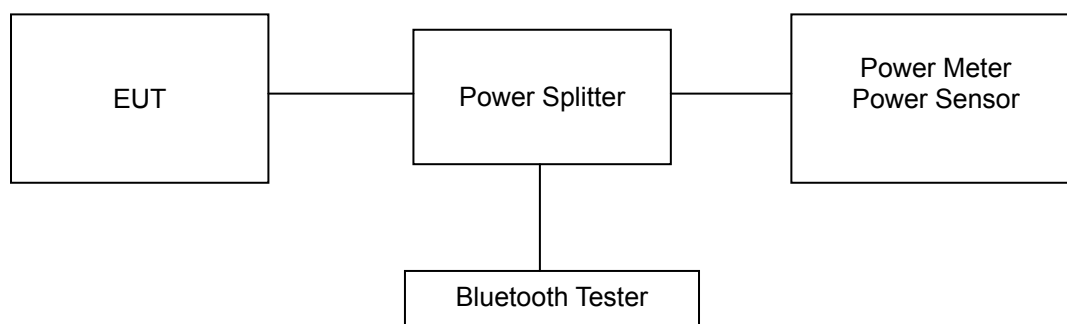 EUT
Power Splitter
Power Meter
Power Sensor
Bluetooth Tester